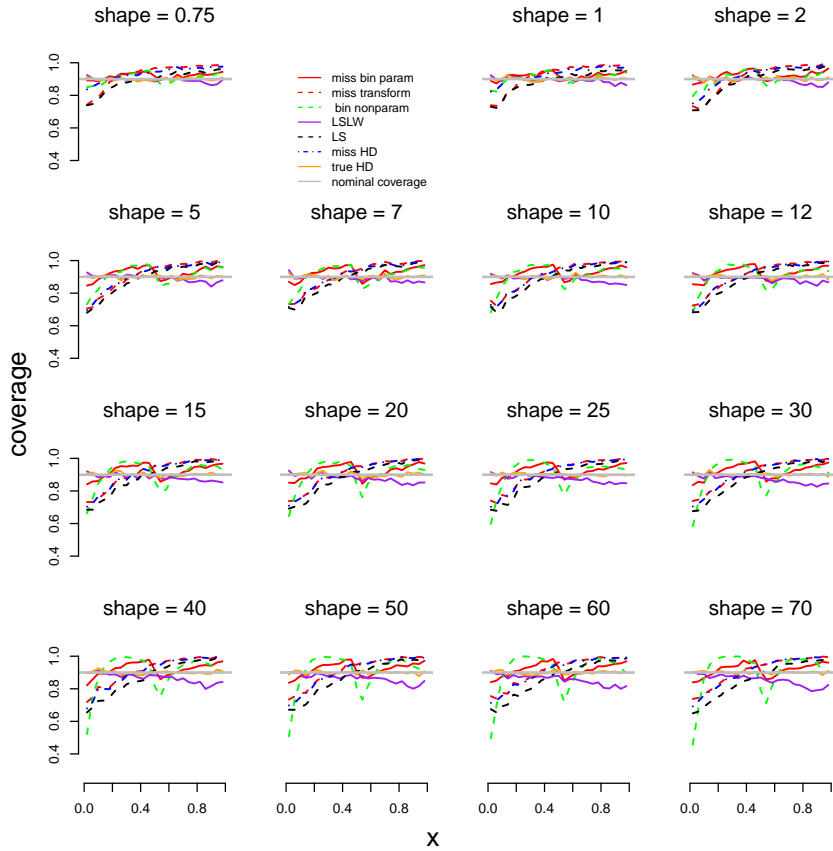 shape = 0.75
shape = 1
shape = 2
1.0
0.8
0.6
0.4
miss bin param
miss transform
bin nonparam
LSLW
LS
miss HD
true HD
nominal coverage
shape = 5
shape = 7
shape = 10
shape = 12
1.0
0.8
0.6
0.4
coverage
shape = 15
shape = 20
shape = 25
shape = 30
1.0
0.8
0.6
0.4
shape = 40
shape = 50
shape = 60
shape = 70
1.0
0.8
0.6
0.4
0.0 0.4 0.8
0.0 0.4 0.8
0.0 0.4 0.8
0.0 0.4 0.8
x